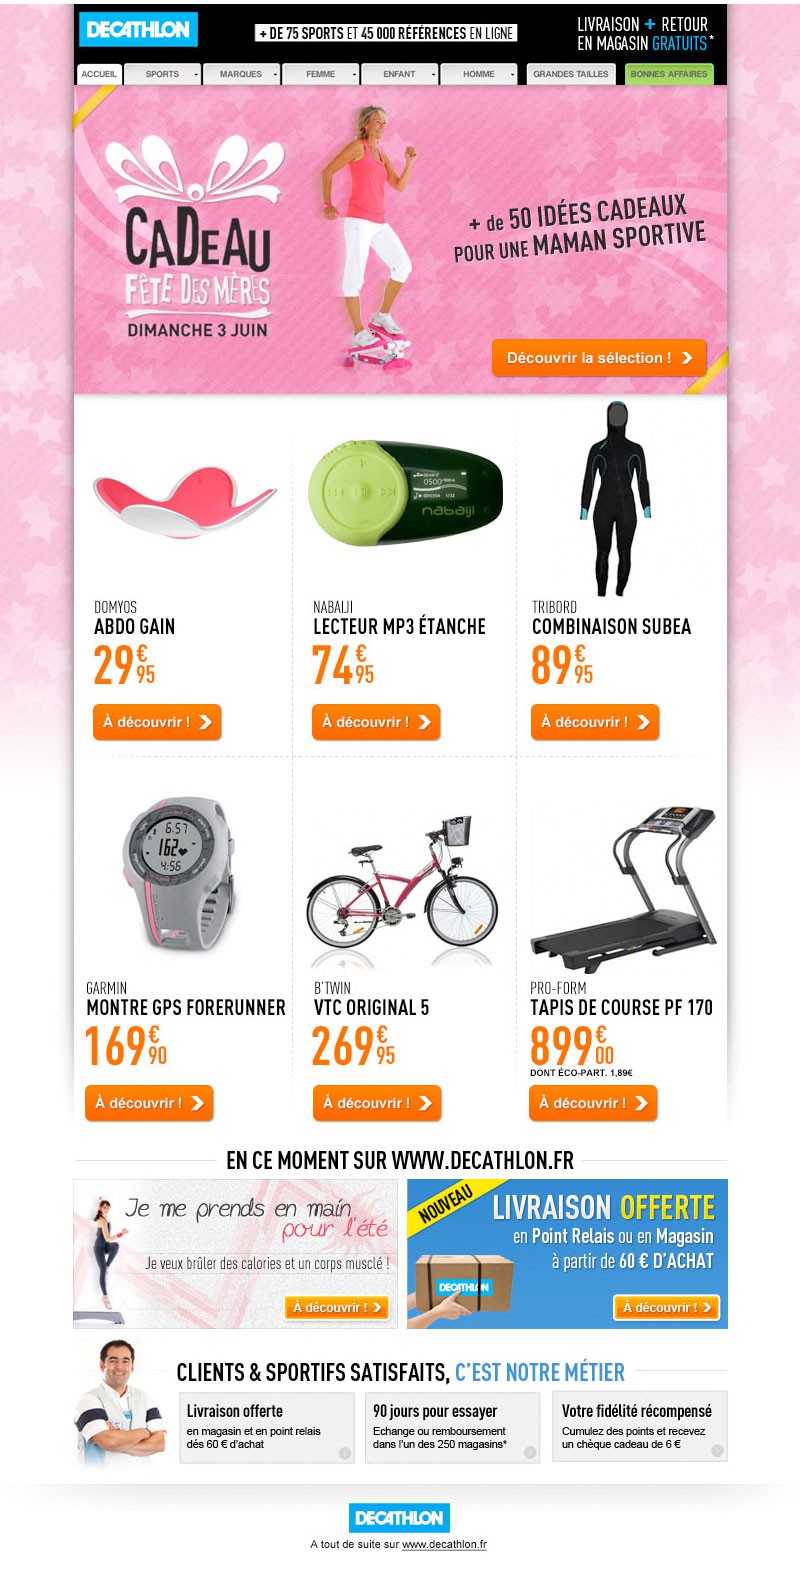 DECATHLON
+ DE 75 SPORTS ET 45 000 RÉFÉRENCES EN LIGNE
LIVRAISON + RETOUR
EN MAGASIN GRATUITS*
ACCUEIL SPORTS MARQUES FEMME ENFANT HOMME GRANDES TAILLES BONNES AFFAIRES
CADEAU
FÊTE DES MÈRES
DIMANCHE 3 JUIN
+ de 50 IDÉES CADEAUX
POUR UNE MAMAN SPORTIVE
Découvrir la sélection !
nabaiji
DOMYOS
ABDO GAIN
29€95
À découvrir !
NABAIJI
LECTEUR MP3 ÉTANCHE
74€95
À découvrir !
TRIBORD
COMBINAISON SUBEA
89€95
À découvrir !
6:57
162
4:56
GARMIN
MONTRE GPS FORERUNNER
169€90
À découvrir !
B'TWIN
VTC ORIGINAL 5
269€95
À découvrir !
PRO-FORM
TAPIS DE COURSE PF 170
899€00
DONT ÉCO-PART. 1,89€
À découvrir !
EN CE MOMENT SUR WWW.DECATHLON.FR
Je me prends en main
pour l'été
Je veux brûler des calories et un corps musclé !
À découvrir !
NOUVEAU
LIVRAISON OFFERTE
en Point Relais ou en Magasin
à partir de 60 € D'ACHAT
DECATHLON
À découvrir !
CLIENTS & SPORTIFS SATISFAITS, C'EST NOTRE MÉTIER
Livraison offerte
en magasin et en point relais
dés 60 € d'achat
90 jours pour essayer
Echange ou remboursement
dans l'un des 250 magasins*
Votre fidélité récompensé
Cumulez des points et recevez
un chèque cadeau de 6 €
DECATHLON
A tout de suite sur www.decathlon.fr